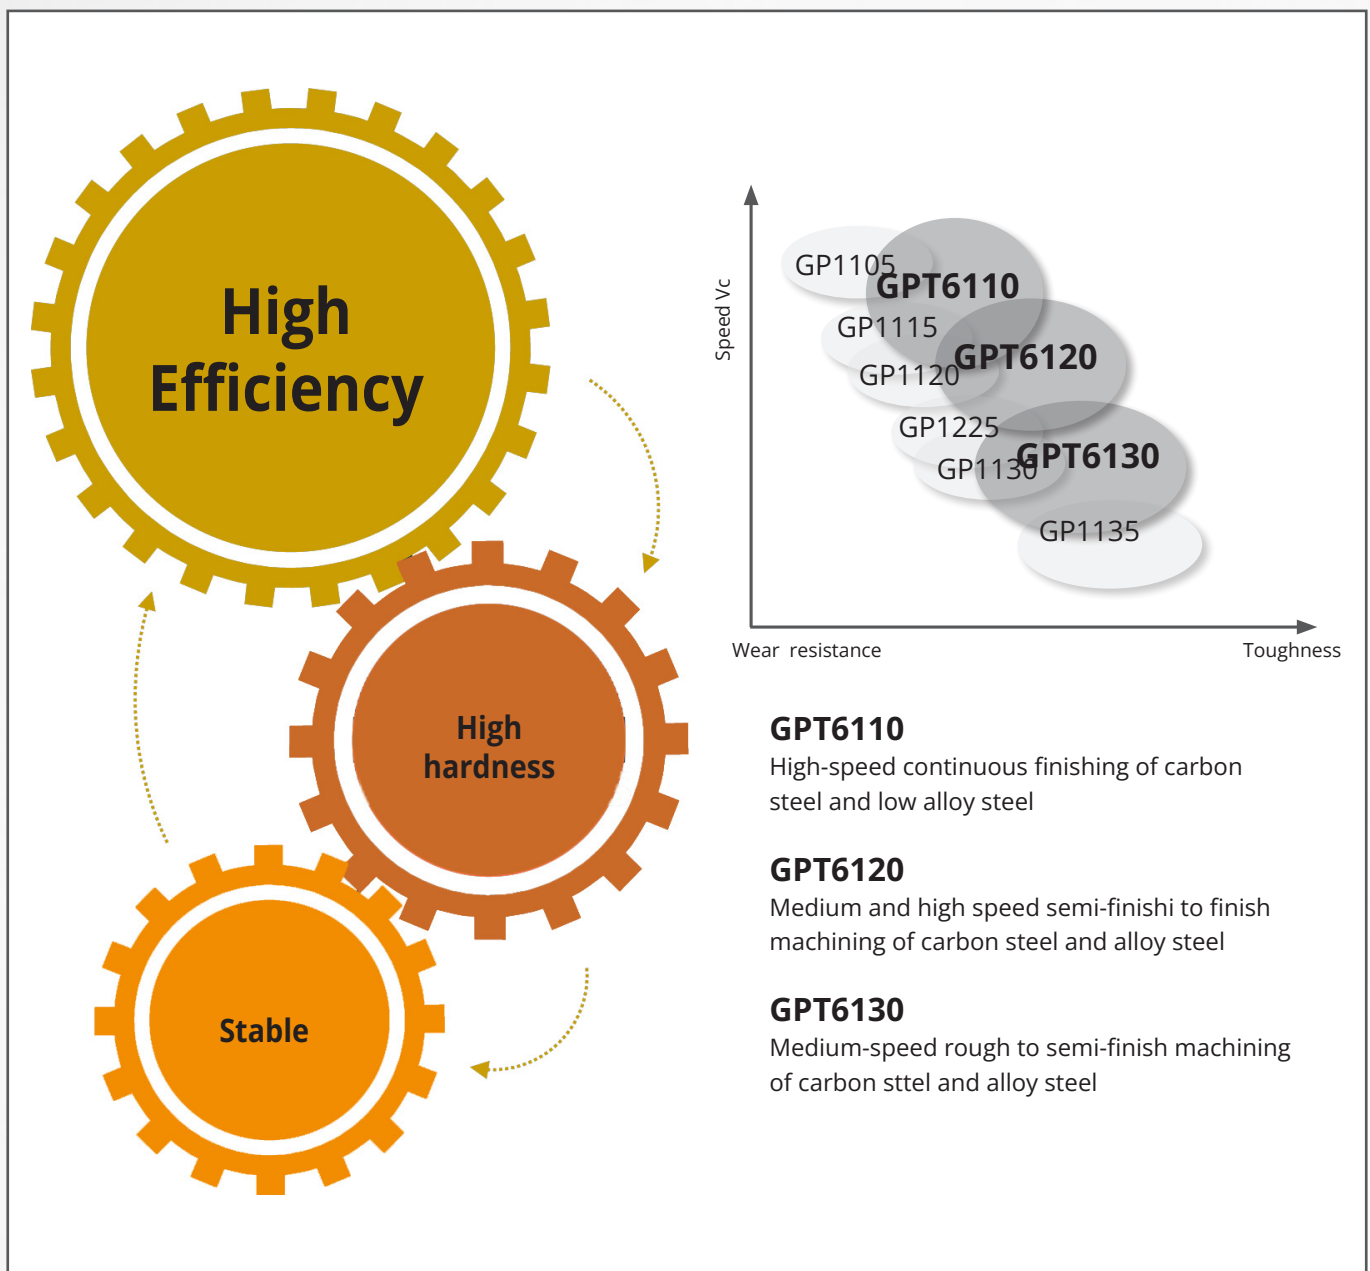 High
Efficiency
High
hardness
Stable
Speed Vc
GP1105
GPT6110
GP1115
GPT6120
GP1120
GP1225
GPT6130
GP1130
GP1135
Wear resistance
Toughness
GPT6110
High-speed continuous finishing of carbon
steel and low alloy steel
GPT6120
Medium and high speed semi-finishi to finish
machining of carbon steel and alloy steel
GPT6130
Medium-speed rough to semi-finish machining
of carbon sttel and alloy steel